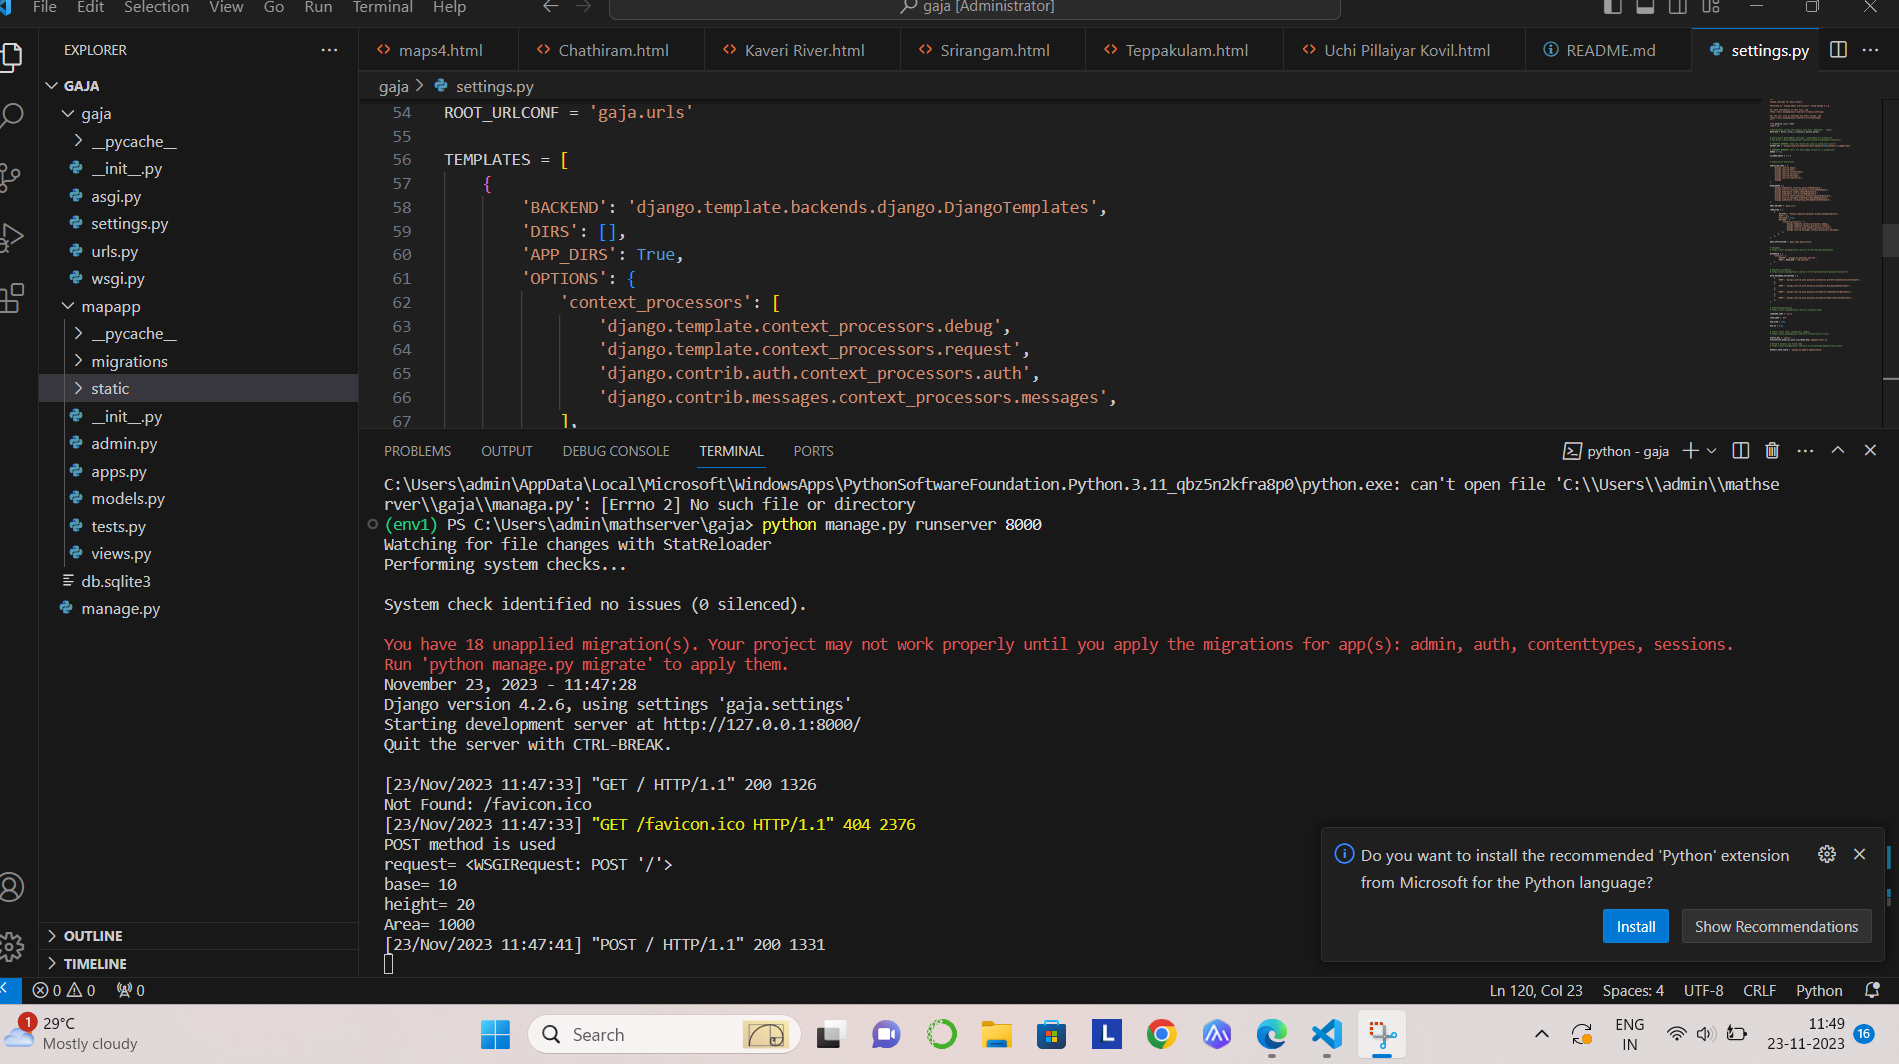 File Edit Selection View Go Run Terminal Help
gaja [Administrator]
EXPLORER
GAJA
gaja
__pycache__
__init__.py
asgi.py
settings.py
urls.py
wsgi.py
mapapp
__pycache__
migrations
static
__init__.py
admin.py
apps.py
models.py
tests.py
views.py
db.sqlite3
manage.py
OUTLINE
TIMELINE
maps4.html Chathiram.html Kaveri River.html Srirangam.html Teppakulam.html Uchi Pillaiyar Kovil.html README.md settings.py
gaja > settings.py
54 ROOT_URLCONF = 'gaja.urls'
55
56 TEMPLATES = [
57 {
58 'BACKEND': 'django.template.backends.django.DjangoTemplates',
59 'DIRS': [],
60 'APP_DIRS': True,
61 'OPTIONS': {
62 'context_processors': [
63 'django.template.context_processors.debug',
64 'django.template.context_processors.request',
65 'django.contrib.auth.context_processors.auth',
66 'django.contrib.messages.context_processors.messages',
67 ],
PROBLEMS OUTPUT DEBUG CONSOLE TERMINAL PORTS
python - gaja
C:\Users\admin\AppData\Local\Microsoft\WindowsApps\PythonSoftwareFoundation.Python.3.11_qbz5n2kfra8p0\python.exe: can't open file 'C:\\Users\\admin\\mathse
rver\\gaja\\managa.py': [Errno 2] No such file or directory
(env1) PS C:\Users\admin\mathserver\gaja> python manage.py runserver 8000
Watching for file changes with StatReloader
Performing system checks...
System check identified no issues (0 silenced).
You have 18 unapplied migration(s). Your project may not work properly until you apply the migrations for app(s): admin, auth, contenttypes, sessions.
Run 'python manage.py migrate' to apply them.
November 23, 2023 - 11:47:28
Django version 4.2.6, using settings 'gaja.settings'
Starting development server at http://127.0.0.1:8000/
Quit the server with CTRL-BREAK.
[23/Nov/2023 11:47:33] "GET / HTTP/1.1" 200 1326
Not Found: /favicon.ico
[23/Nov/2023 11:47:33] "GET /favicon.ico HTTP/1.1" 404 2376
POST method is used
request= <WSGIRequest: POST '/'>
base= 10
height= 20
Area= 1000
[23/Nov/2023 11:47:41] "POST / HTTP/1.1" 200 1331
Do you want to install the recommended 'Python' extension
from Microsoft for the Python language?
Install Show Recommendations
0 0 0
Ln 120, Col 23 Spaces: 4 UTF-8 CRLF Python
1
29°C
Mostly cloudy
Search
L
ENG
IN
11:49
23-11-2023
16